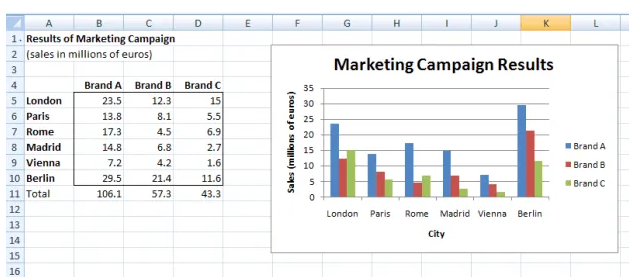 A B C D E F G H I J K L
1 Results of Marketing Campaign
2 (sales in millions of euros)
3
4 Brand A Brand B Brand C
5 London 23.5 12.3 15
6 Paris 13.8 8.1 5.5
7 Rome 17.3 4.5 6.9
8 Madrid 14.8 6.8 2.7
9 Vienna 7.2 4.2 1.6
10 Berlin 29.5 21.4 11.6
11 Total 106.1 57.3 43.3
12
13
14
15
16
Marketing Campaign Results
Sales (millions of euros)
35
30
25
20
15
10
5
0
London Paris Rome Madrid Vienna Berlin
City
Brand A
Brand B
Brand C